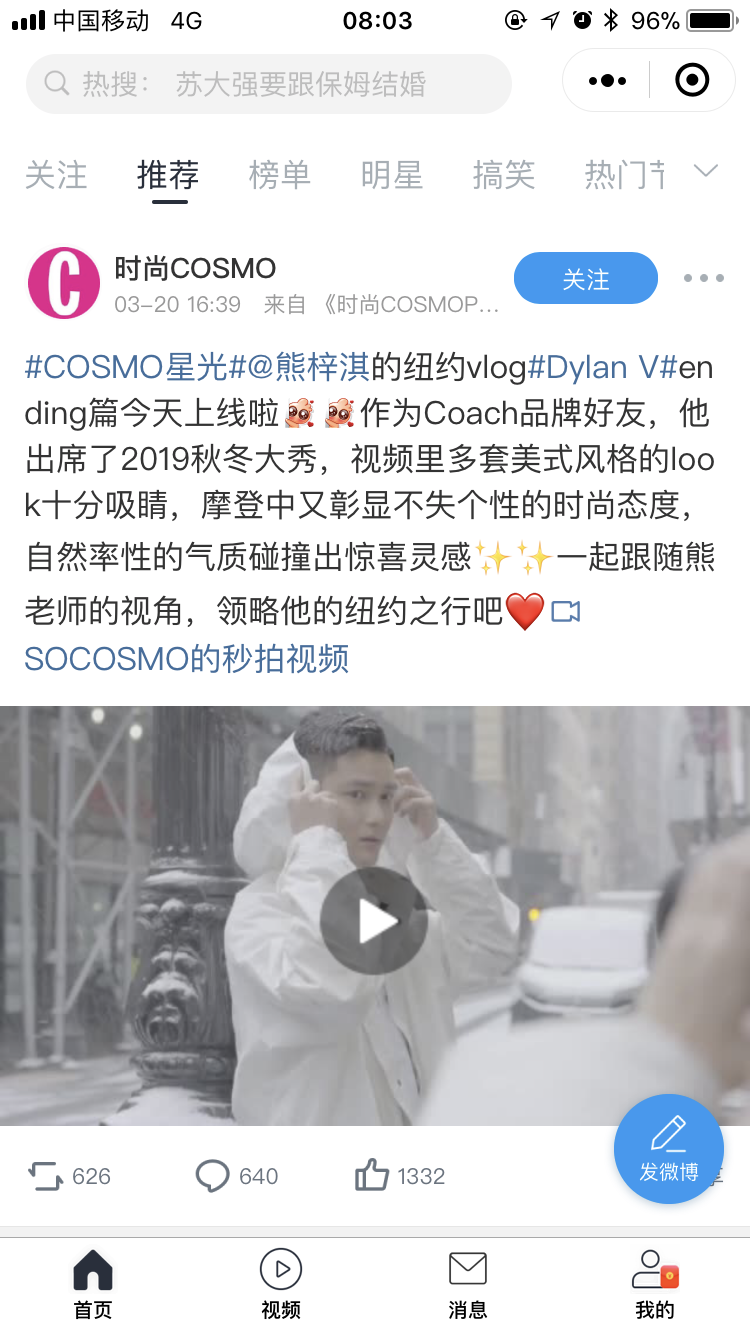 中国移动 4G 08:03 96%
热搜： 苏大强要跟保姆结婚
关注 推荐 榜单 明星 搞笑 热门
时尚COSMO
关注
03-20 16:39 来自 《时尚COSMOP...
#COSMO星光#@熊梓淇的纽约vlog#Dylan V#en
ding篇今天上线啦作为Coach品牌好友，他
出席了2019秋冬大秀，视频里多套美式风格的loo
k十分吸睛，摩登中又彰显不失个性的时尚态度，
自然率性的气质碰撞出惊喜灵感✨✨一起跟随熊
老师的视角，领略他的纽约之行吧❤️
SOCOSMO的秒拍视频
626 640 1332
发微博
首页 视频 消息 我的